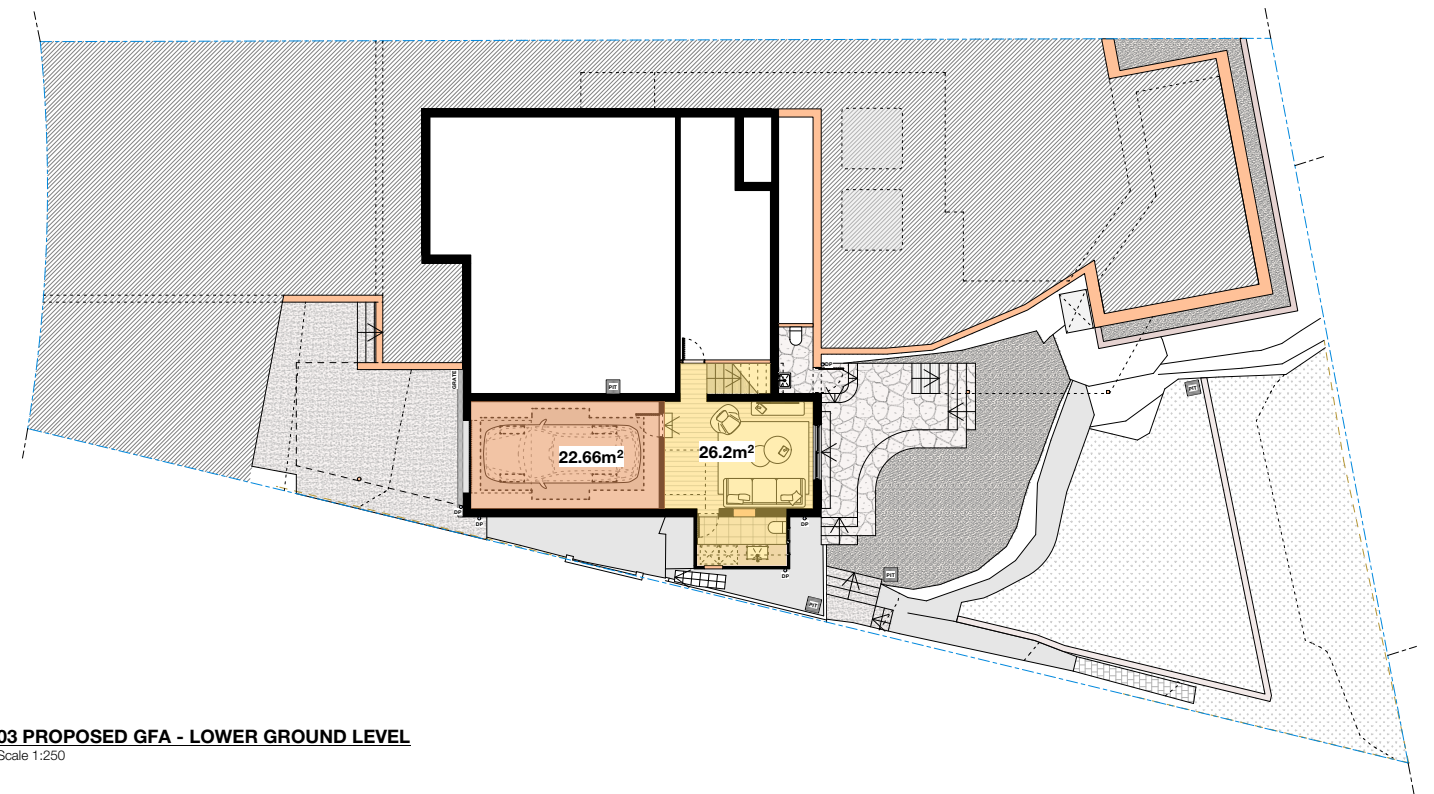 PIT
DP
GRATE
22.66m²
26.2m²
PIT
DP
DP
DP
DP
PIT
PIT
03 PROPOSED GFA - LOWER GROUND LEVEL
Scale 1:250